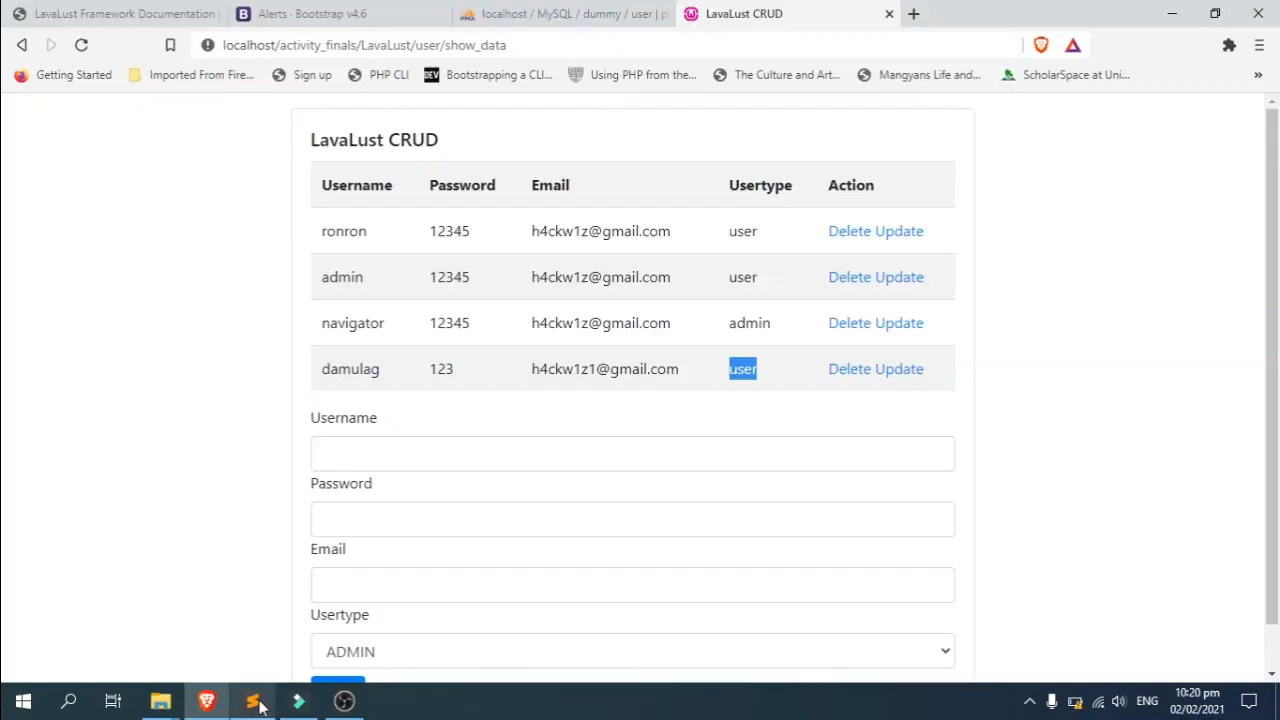 LavaLust Framework Documentation
Alerts · Bootstrap v4.6
localhost / MySQL / dummy / user | p
LavaLust CRUD
localhost/activity_finals/LavaLust/user/show_data
Getting Started
Imported From Fire...
Sign up
PHP CLI
DEV
Bootstrapping a CLI...
Using PHP from the...
The Culture and Art...
Mangyans Life and...
ScholarSpace at Uni...
LavaLust CRUD
Username Password Email Usertype Action
ronron 12345 h4ckw1z@gmail.com user Delete Update
admin 12345 h4ckw1z@gmail.com user Delete Update
navigator 12345 h4ckw1z@gmail.com admin Delete Update
damulag 123 h4ckw1z1@gmail.com user Delete Update
Username
Password
Email
Usertype
ADMIN
ENG
10:20 pm
02/02/2021